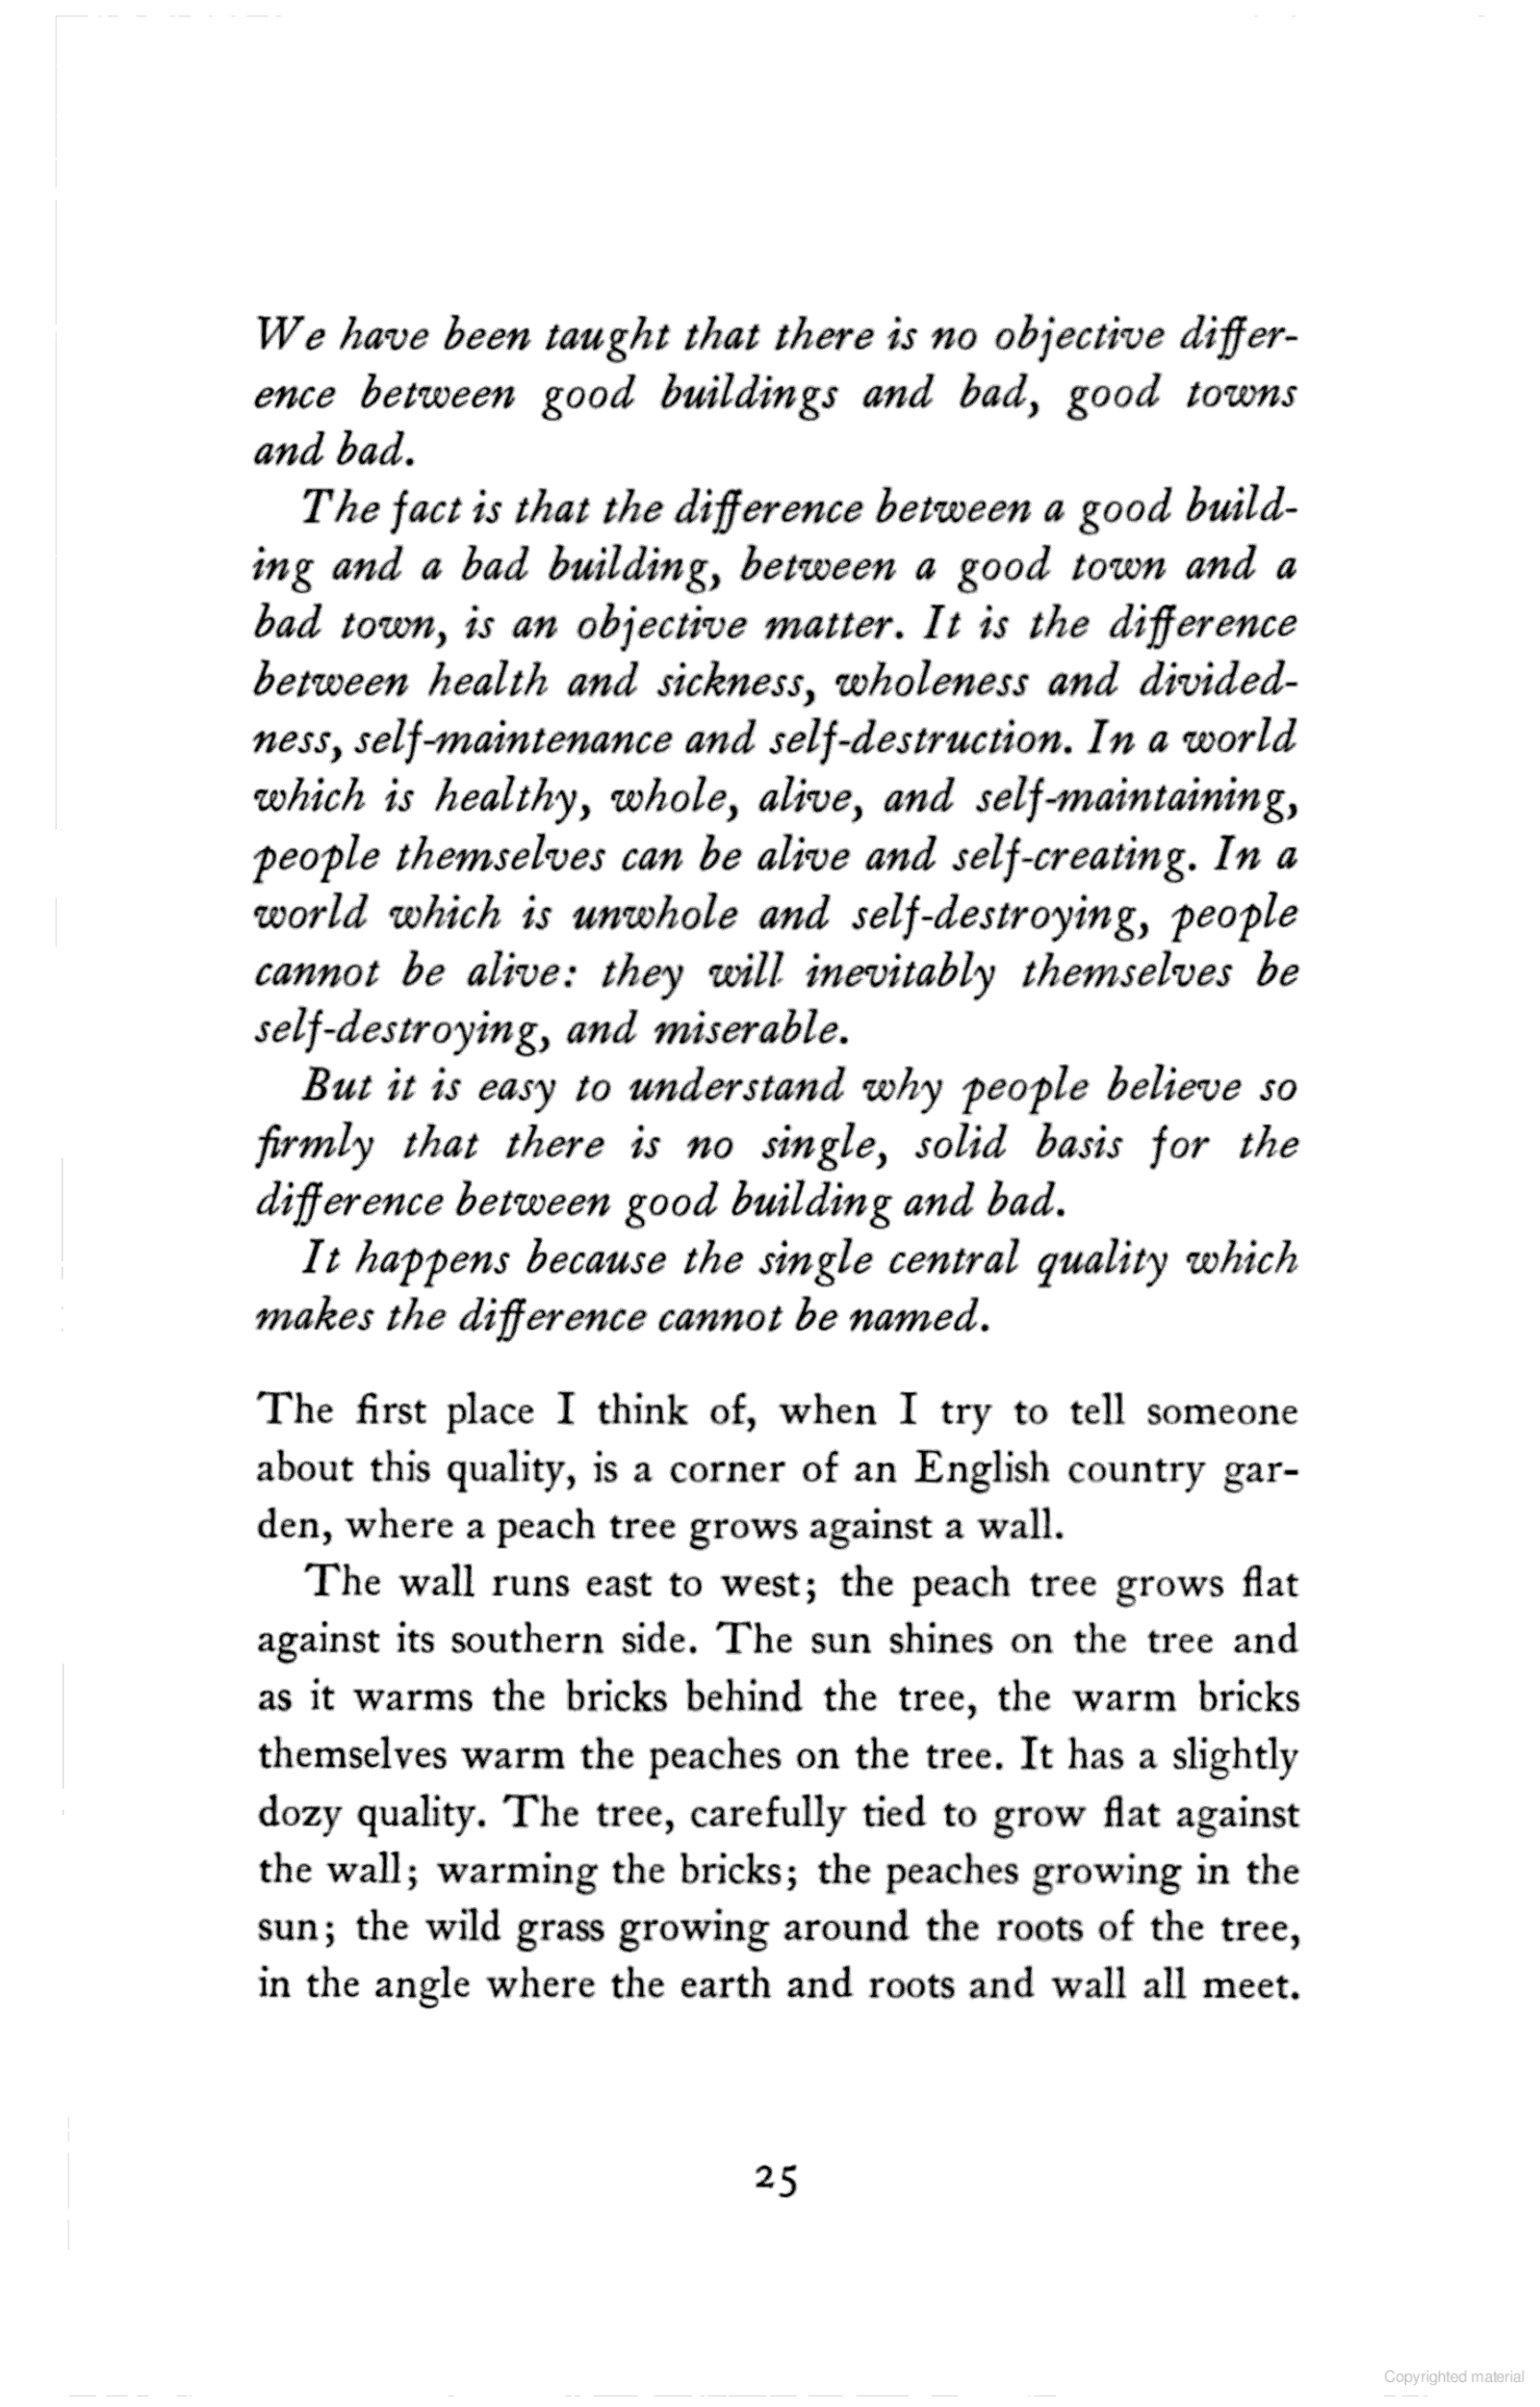 We have been taught that there is no objective differ-
ence between good buildings and bad, good towns
and bad.
The fact is that the difference between a good build-
ing and a bad building, between a good town and a
bad town, is an objective matter. It is the difference
between health and sickness, wholeness and divided-
ness, self-maintenance and self-destruction. In a world
which is healthy, whole, alive, and self-maintaining,
people themselves can be alive and self-creating. In a
world which is unwhole and self-destroying, people
cannot be alive: they will inevitably themselves be
self-destroying, and miserable.
But it is easy to understand why people believe so
firmly that there is no single, solid basis for the
difference between good building and bad.
It happens because the single central quality which
makes the difference cannot be named.
The first place I think of, when I try to tell someone
about this quality, is a corner of an English country gar-
den, where a peach tree grows against a wall.
The wall runs east to west; the peach tree grows flat
against its southern side. The sun shines on the tree and
as it warms the bricks behind the tree, the warm bricks
themselves warm the peaches on the tree. It has a slightly
dozy quality. The tree, carefully tied to grow flat against
the wall; warming the bricks; the peaches growing in the
sun; the wild grass growing around the roots of the tree,
in the angle where the earth and roots and wall all meet.
25
Copyrighted material